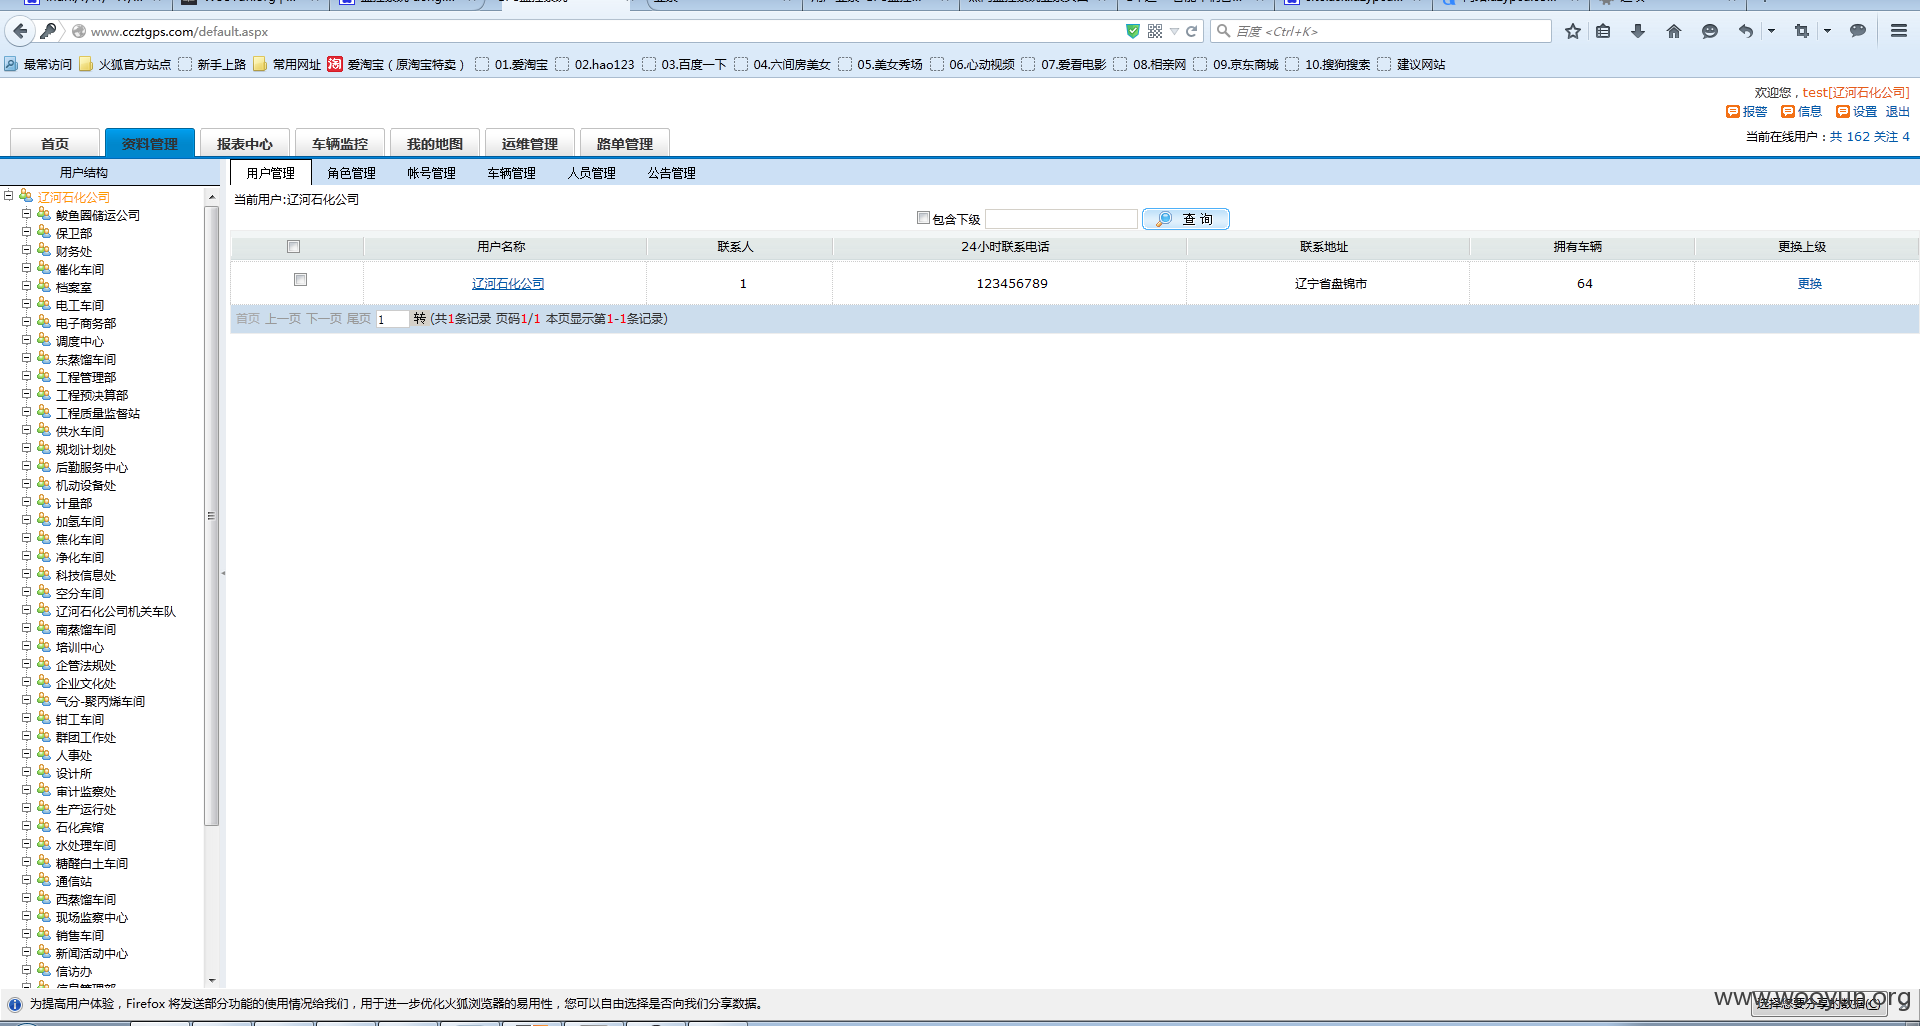 WooYun.org | ...
www.ccztgps.com/default.aspx
百度 <Ctrl+K>
最常访问 火狐官方站点 新手上路 常用网址 爱淘宝（原淘宝特卖） 01.爱淘宝 02.hao123 03.百度一下 04.六间房美女 05.美女秀场 06.心动视频 07.爱看电影 08.相亲网 09.京东商城 10.搜狗搜索 建议网站
欢迎您，test[辽河石化公司]
报警 信息 设置 退出
当前在线用户：共 162 关注 4
首页 资料管理 报表中心 车辆监控 我的地图 运维管理 路单管理
用户结构
用户管理 角色管理 帐号管理 车辆管理 人员管理 公告管理
当前用户:辽河石化公司
包含下级 查 询
用户名称 联系人 24小时联系电话 联系地址 拥有车辆 更换上级
辽河石化公司 1 123456789 辽宁省盘锦市 64 更换
首页 上一页 下一页 尾页 1 转 (共1条记录 页码1/1 本页显示第1-1条记录)
辽河石化公司
鲅鱼圈储运公司
保卫部
财务处
催化车间
档案室
电工车间
电子商务部
调度中心
东蒸馏车间
工程管理部
工程预决算部
工程质量监督站
供水车间
规划计划处
后勤服务中心
机动设备处
计量部
加氢车间
焦化车间
净化车间
科技信息处
空分车间
辽河石化公司机关车队
南蒸馏车间
培训中心
企管法规处
企业文化处
气分-聚丙烯车间
钳工车间
群团工作处
人事处
设计所
审计监察处
生产运行处
石化宾馆
水处理车间
糖醛白土车间
通信站
西蒸馏车间
现场监察中心
销售车间
新闻活动中心
信访办
信息管理部
为提高用户体验，Firefox 将发送部分功能的使用情况给我们，用于进一步优化火狐浏览器的易用性，您可以自由选择是否向我们分享数据。
选择您要分享的数据(C)
www.wooyun.org